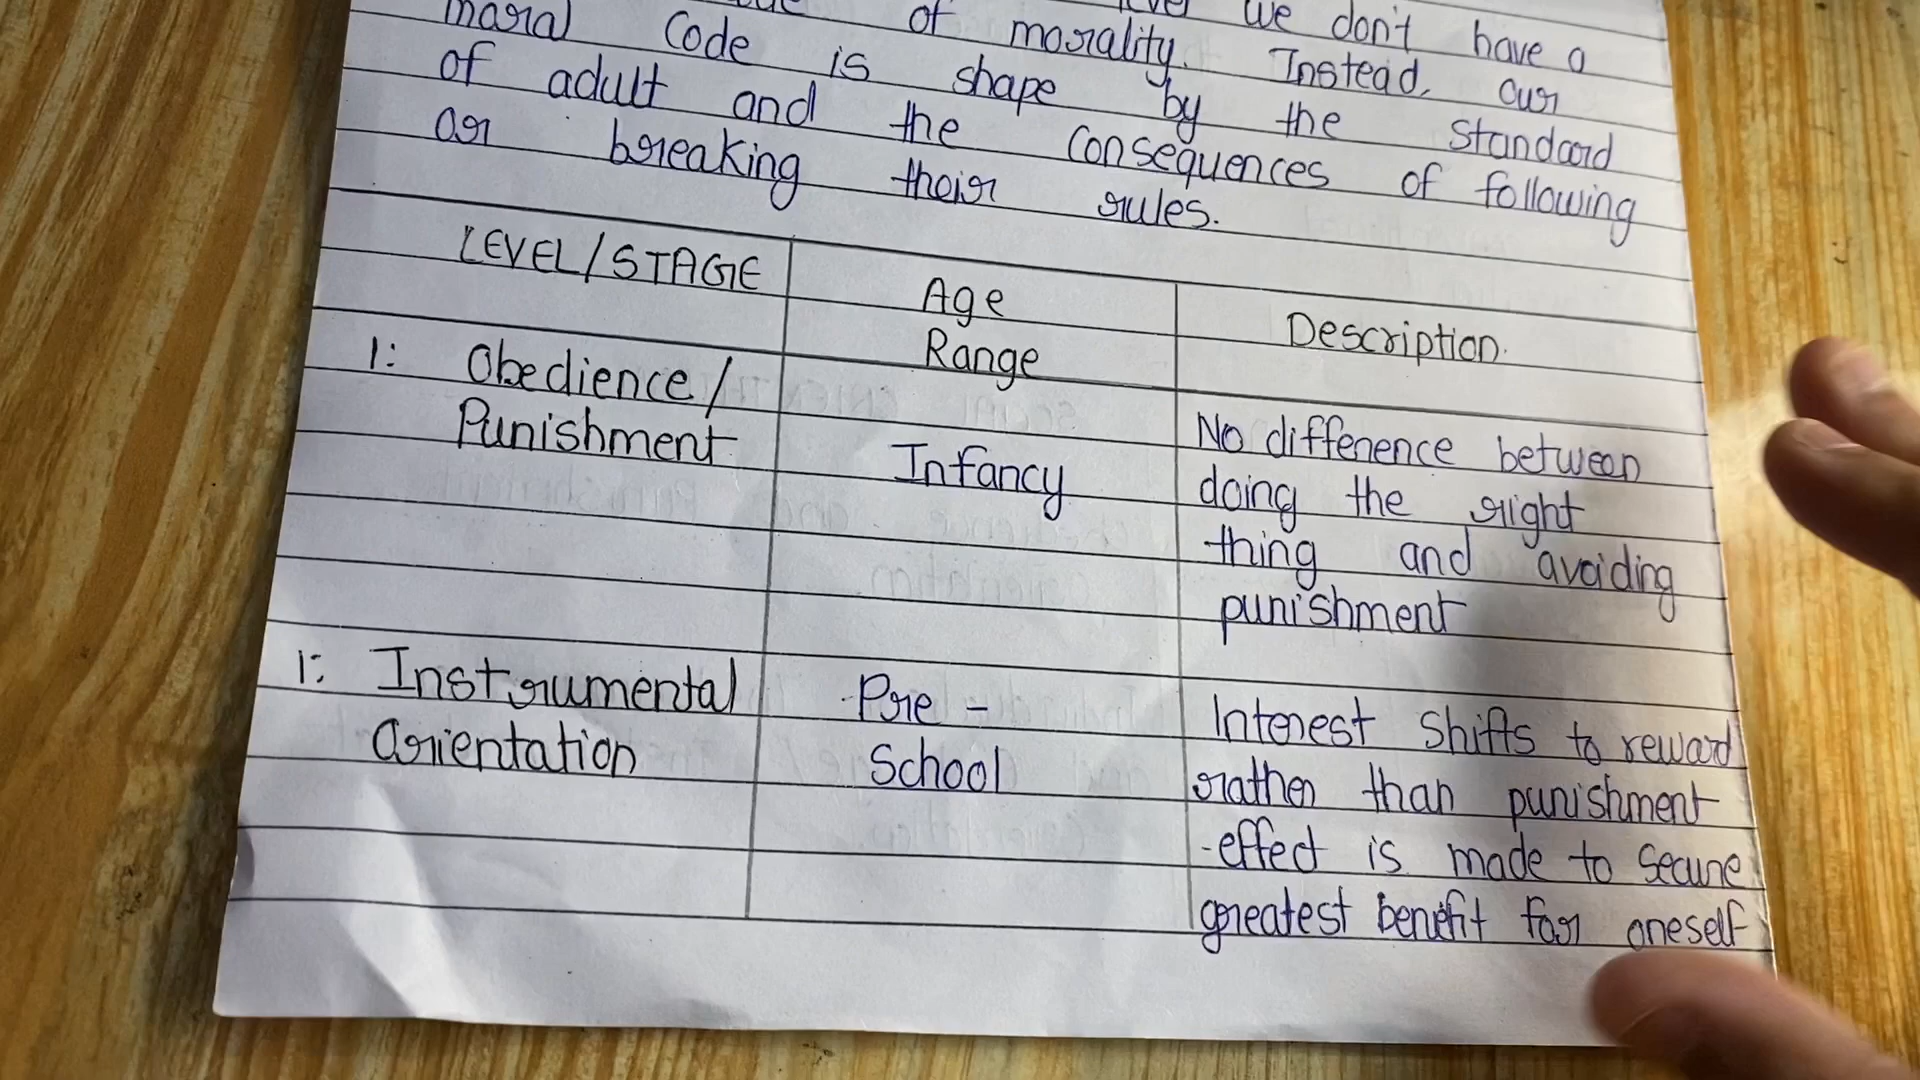 level we don't have a
moral code of morality. Instead, our
of adult code is shape by the standard
or and the consequences of following
breaking their rules.
LEVEL/STAGE Age Range Description.
1: Obedience/
Punishment
Infancy
No difference between
doing the right
thing and avoiding
punishment
1: Instrumental
orientation
Pre -
School
Interest shifts to reward
rather than punishment
-effect is made to secure
greatest benefit for oneself